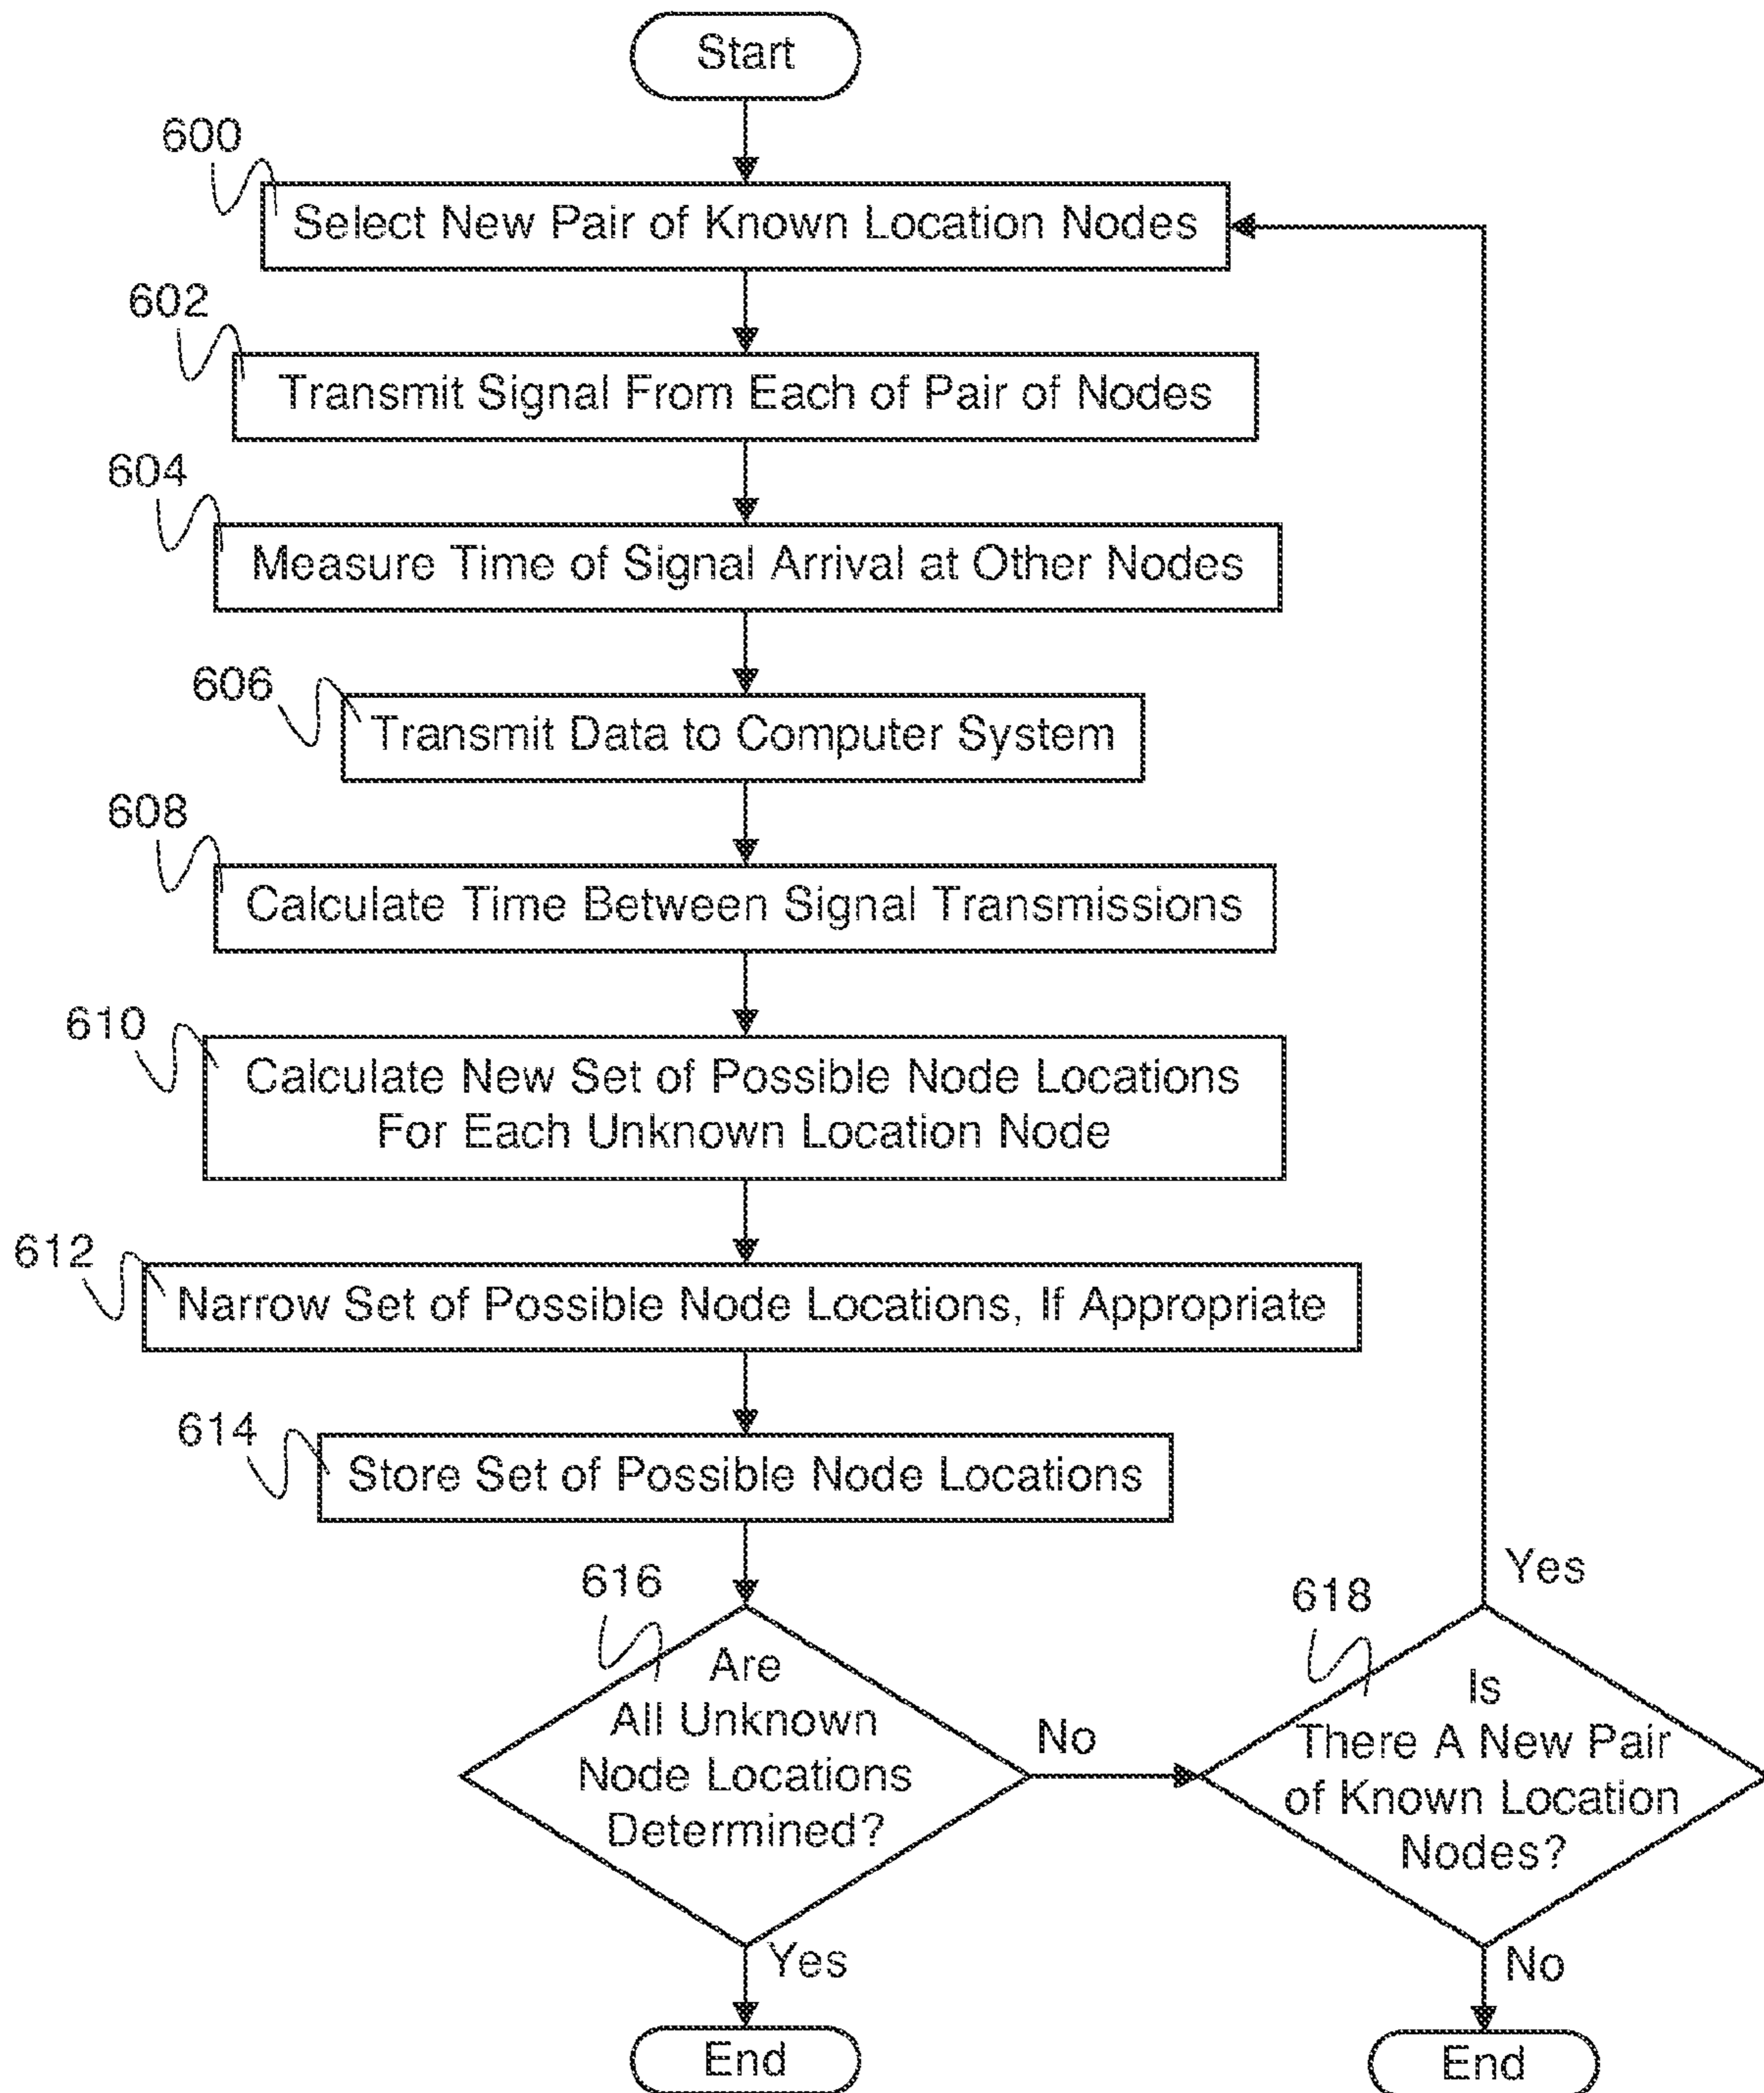 Start
600
Select New Pair of Known Location Nodes
602
Transmit Signal From Each of Pair of Nodes
604
Measure Time of Signal Arrival at Other Nodes
606
Transmit Data to Computer System
608
Calculate Time Between Signal Transmissions
610
Calculate New Set of Possible Node Locations
For Each Unknown Location Node
612
Narrow Set of Possible Node Locations, If Appropriate
614
Store Set of Possible Node Locations
616
Are
All Unknown
Node Locations
Determined?
No
Yes
End
618
Yes
Is
There A New Pair
of Known Location
Nodes?
No
End